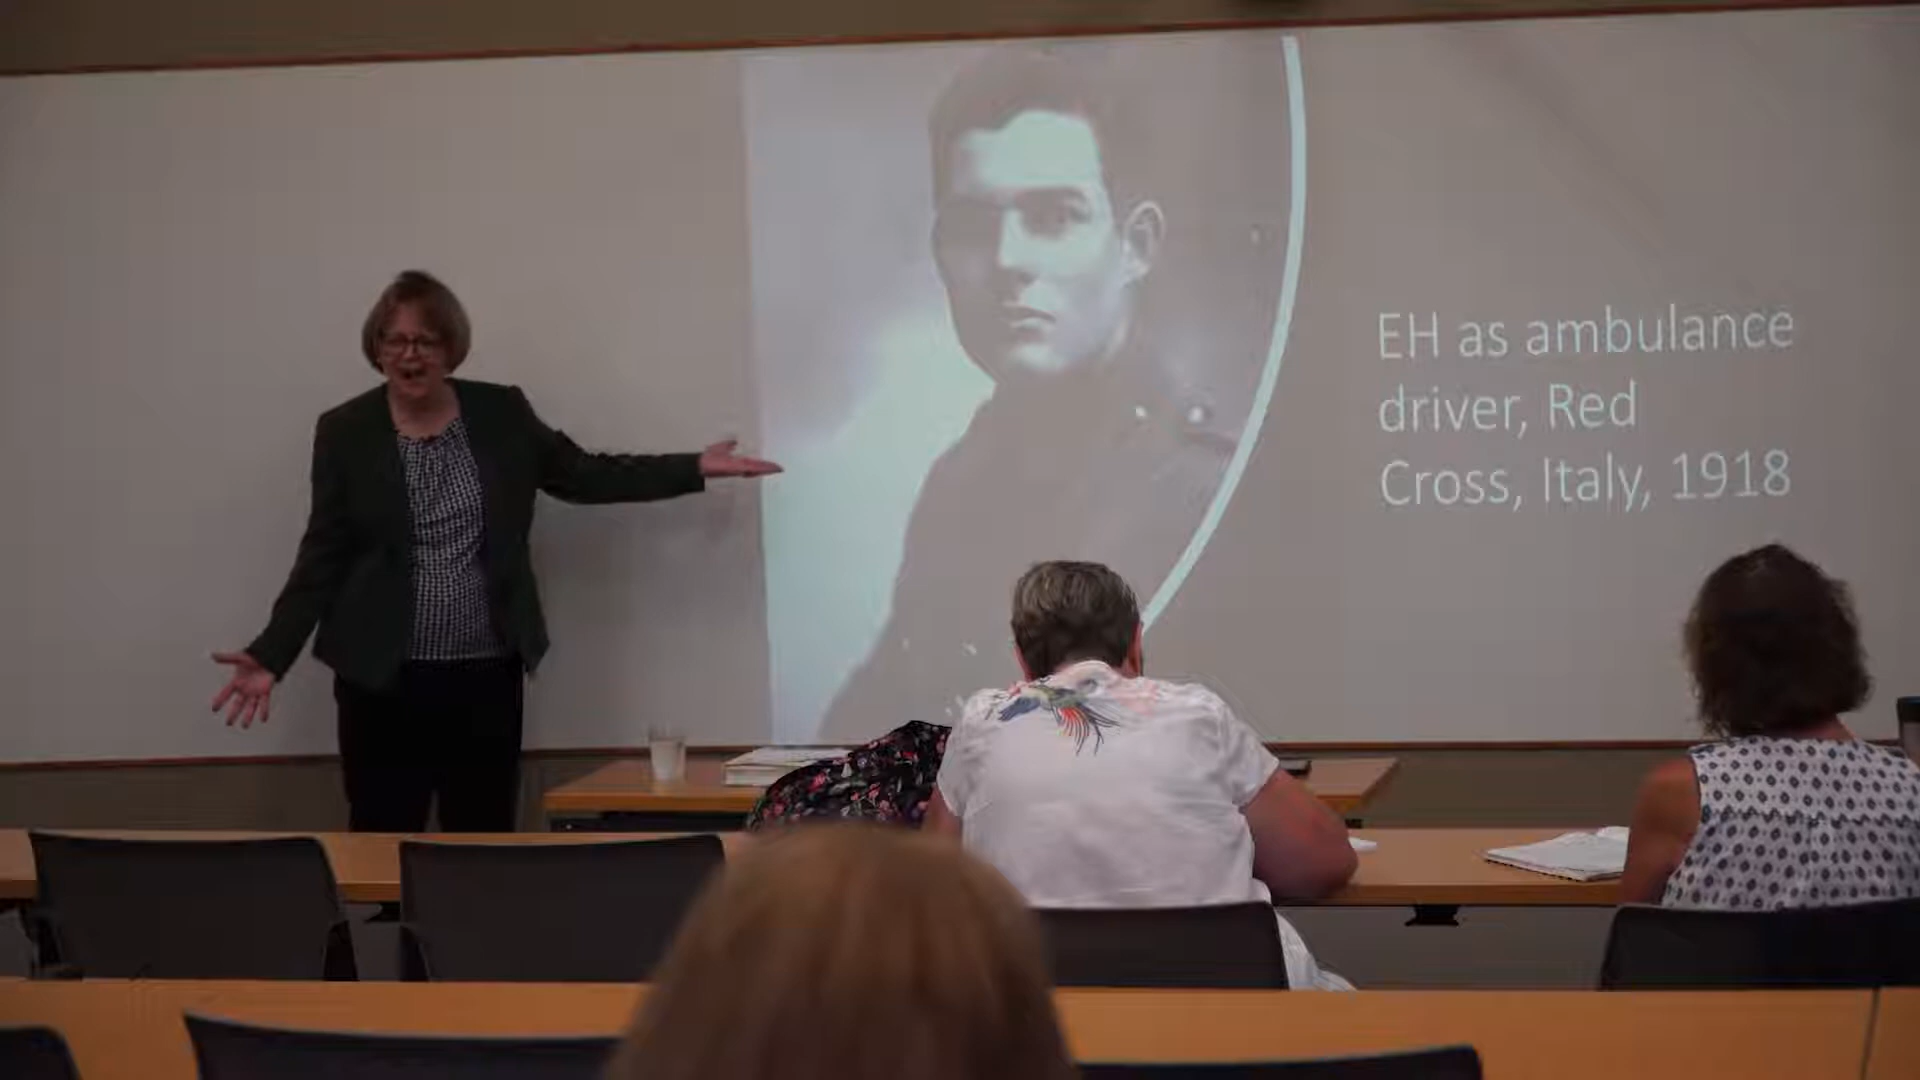 EH as ambulance
driver, Red
Cross, Italy, 1918